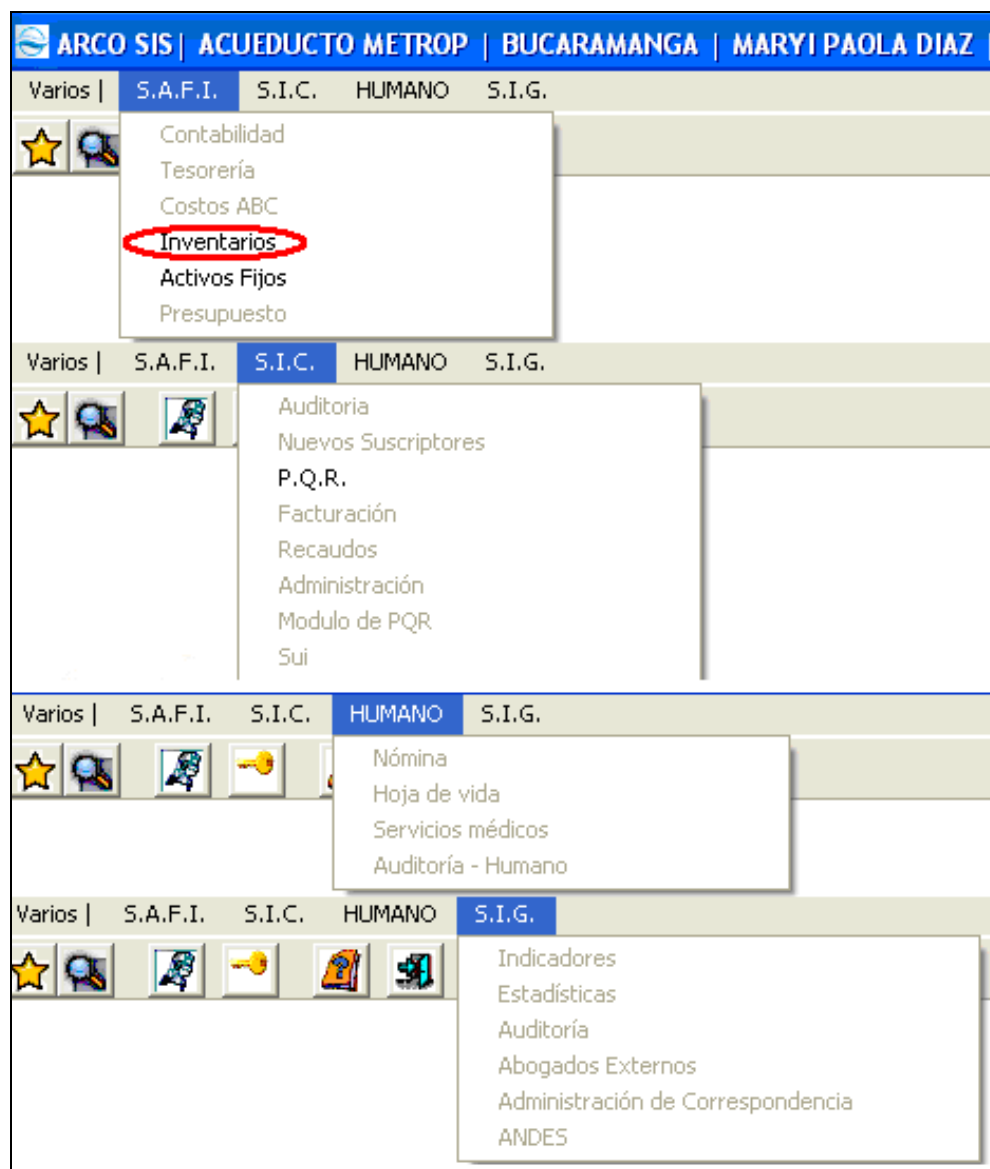 ARCO SIS | ACUEDUCTO METROP | BUCARAMANGA | MARYI PAOLA DIAZ |
Varios | S.A.F.I. S.I.C. HUMANO S.I.G.
Contabilidad
Tesorería
Costos ABC
Inventarios
Activos Fijos
Presupuesto
Varios | S.A.F.I. S.I.C. HUMANO S.I.G.
Auditoria
Nuevos Suscriptores
P.Q.R.
Facturación
Recaudos
Administración
Modulo de PQR
Sui
Varios | S.A.F.I. S.I.C. HUMANO S.I.G.
Nómina
Hoja de vida
Servicios médicos
Auditoría - Humano
Varios | S.A.F.I. S.I.C. HUMANO S.I.G.
Indicadores
Estadísticas
Auditoría
Abogados Externos
Administración de Correspondencia
ANDES